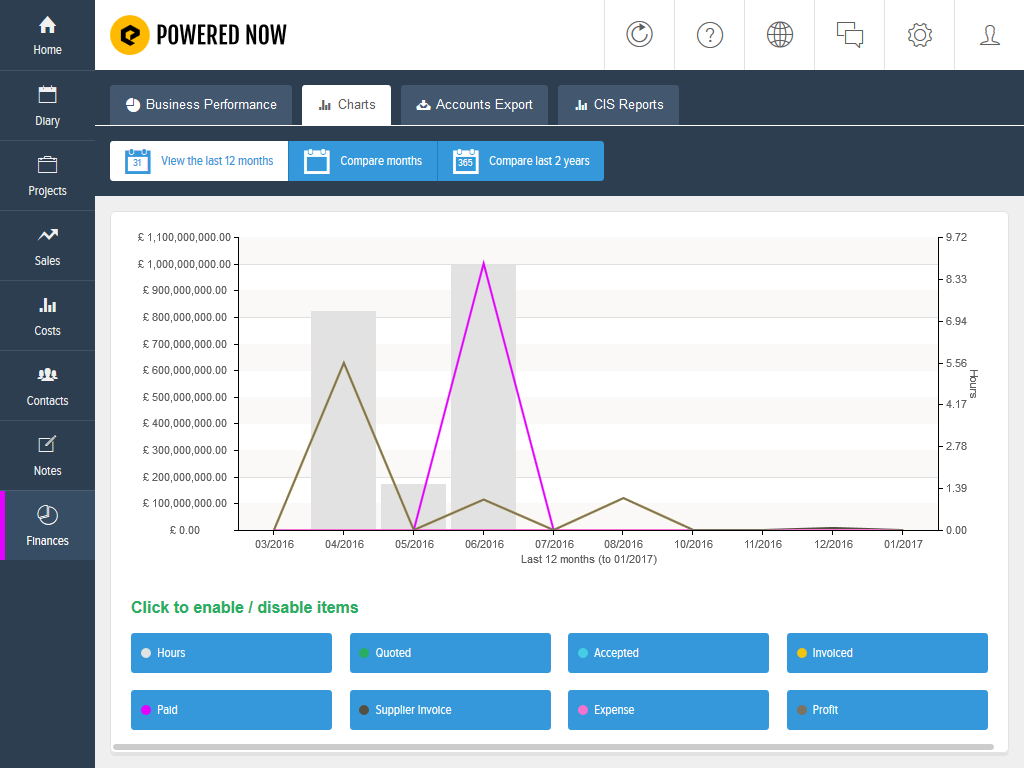 POWERED NOW
Home
Diary
Projects
Sales
Costs
Contacts
Notes
Finances
Business Performance
Charts
Accounts Export
CIS Reports
31 View the last 12 months
Compare months
365 Compare last 2 years
£ 1,100,000,000.00
£ 1,000,000,000.00
£ 900,000,000.00
£ 800,000,000.00
£ 700,000,000.00
£ 600,000,000.00
£ 500,000,000.00
£ 400,000,000.00
£ 300,000,000.00
£ 200,000,000.00
£ 100,000,000.00
£ 0.00
9.72
8.33
6.94
5.56
4.17
2.78
1.39
0.00
Hours
03/2016 04/2016 05/2016 06/2016 07/2016 08/2016 10/2016 11/2016 12/2016 01/2017
Last 12 months (to 01/2017)
Click to enable / disable items
Hours Quoted Accepted Invoiced
Paid Supplier Invoice Expense Profit